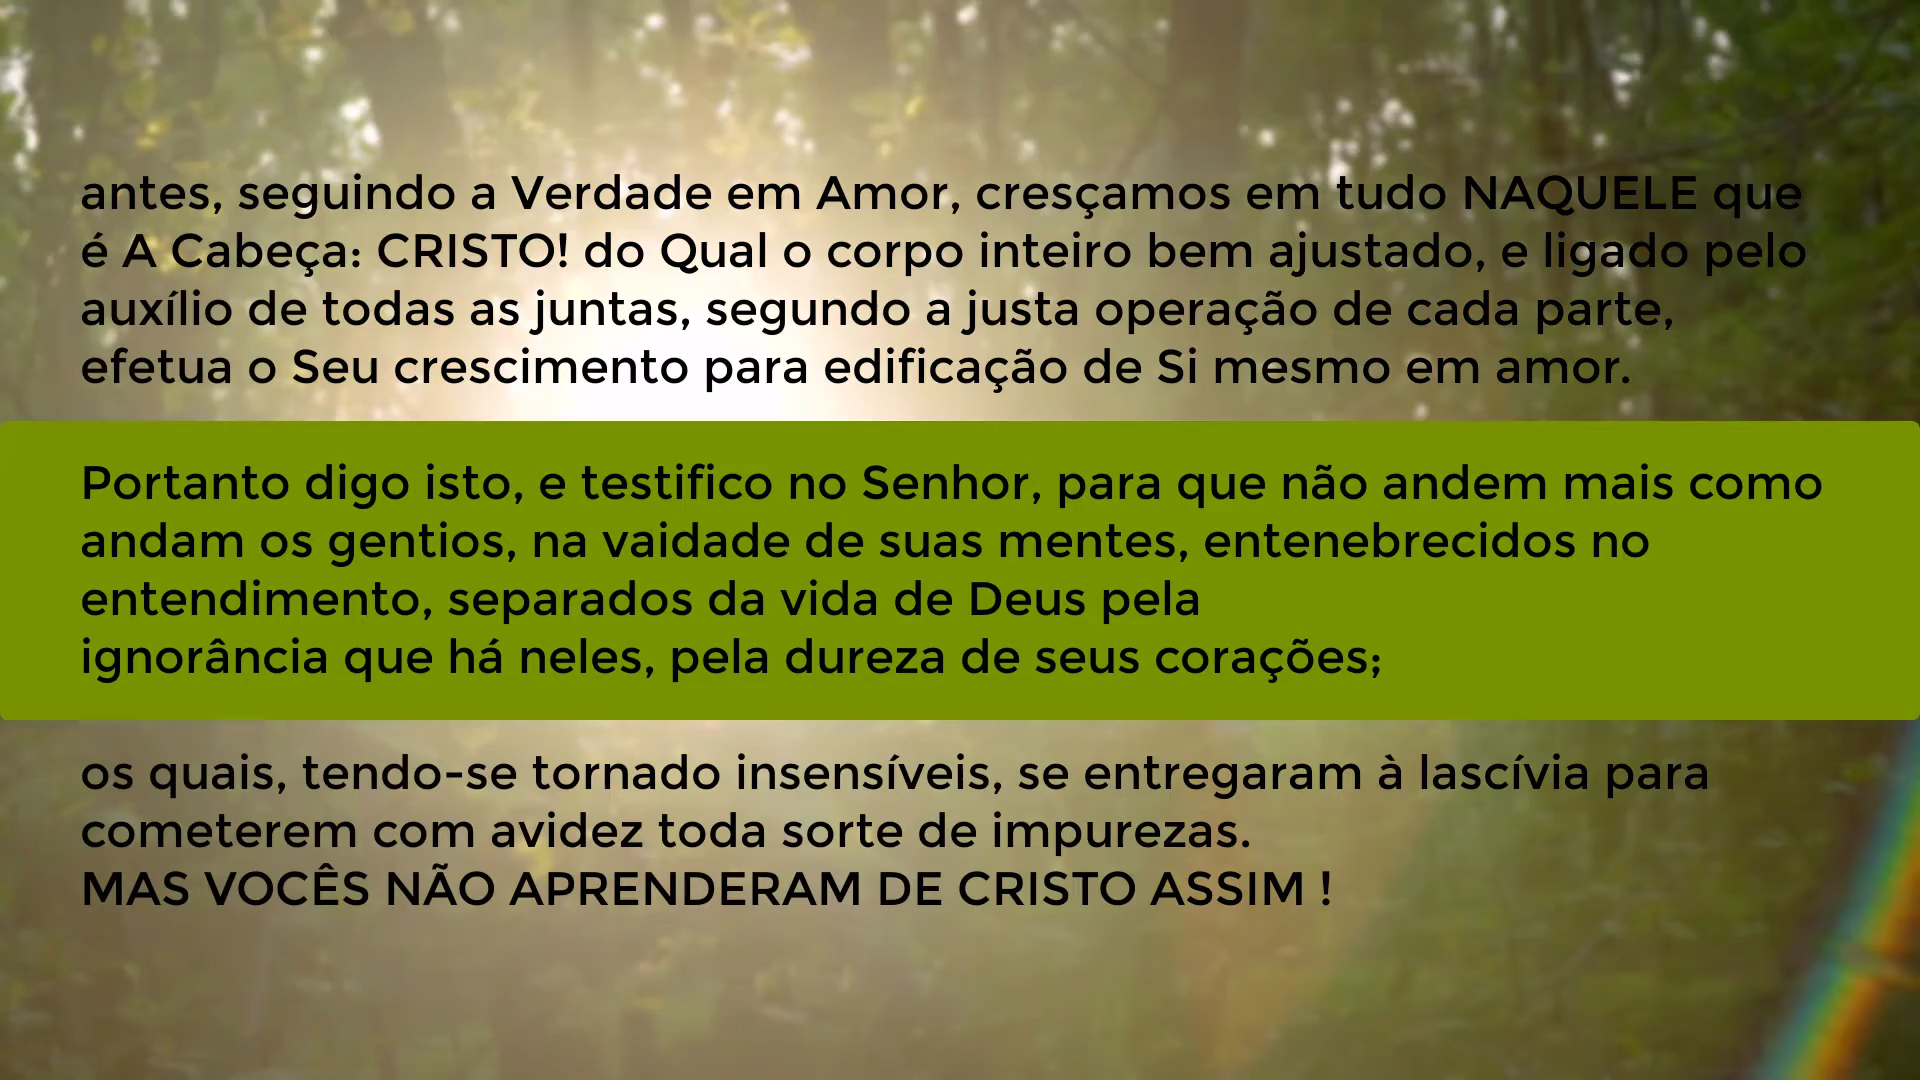 antes, seguindo a Verdade em Amor, cresçamos em tudo NAQUELE que
é A Cabeça: CRISTO! do Qual o corpo inteiro bem ajustado, e ligado pelo
auxílio de todas as juntas, segundo a justa operação de cada parte,
efetua o Seu crescimento para edificação de Si mesmo em amor.
Portanto digo isto, e testifico no Senhor, para que não andem mais como
andam os gentios, na vaidade de suas mentes, entenebrecidos no
entendimento, separados da vida de Deus pela
ignorância que há neles, pela dureza de seus corações;
os quais, tendo-se tornado insensíveis, se entregaram à lascívia para
cometerem com avidez toda sorte de impurezas.
MAS VOCÊS NÃO APRENDERAM DE CRISTO ASSIM !